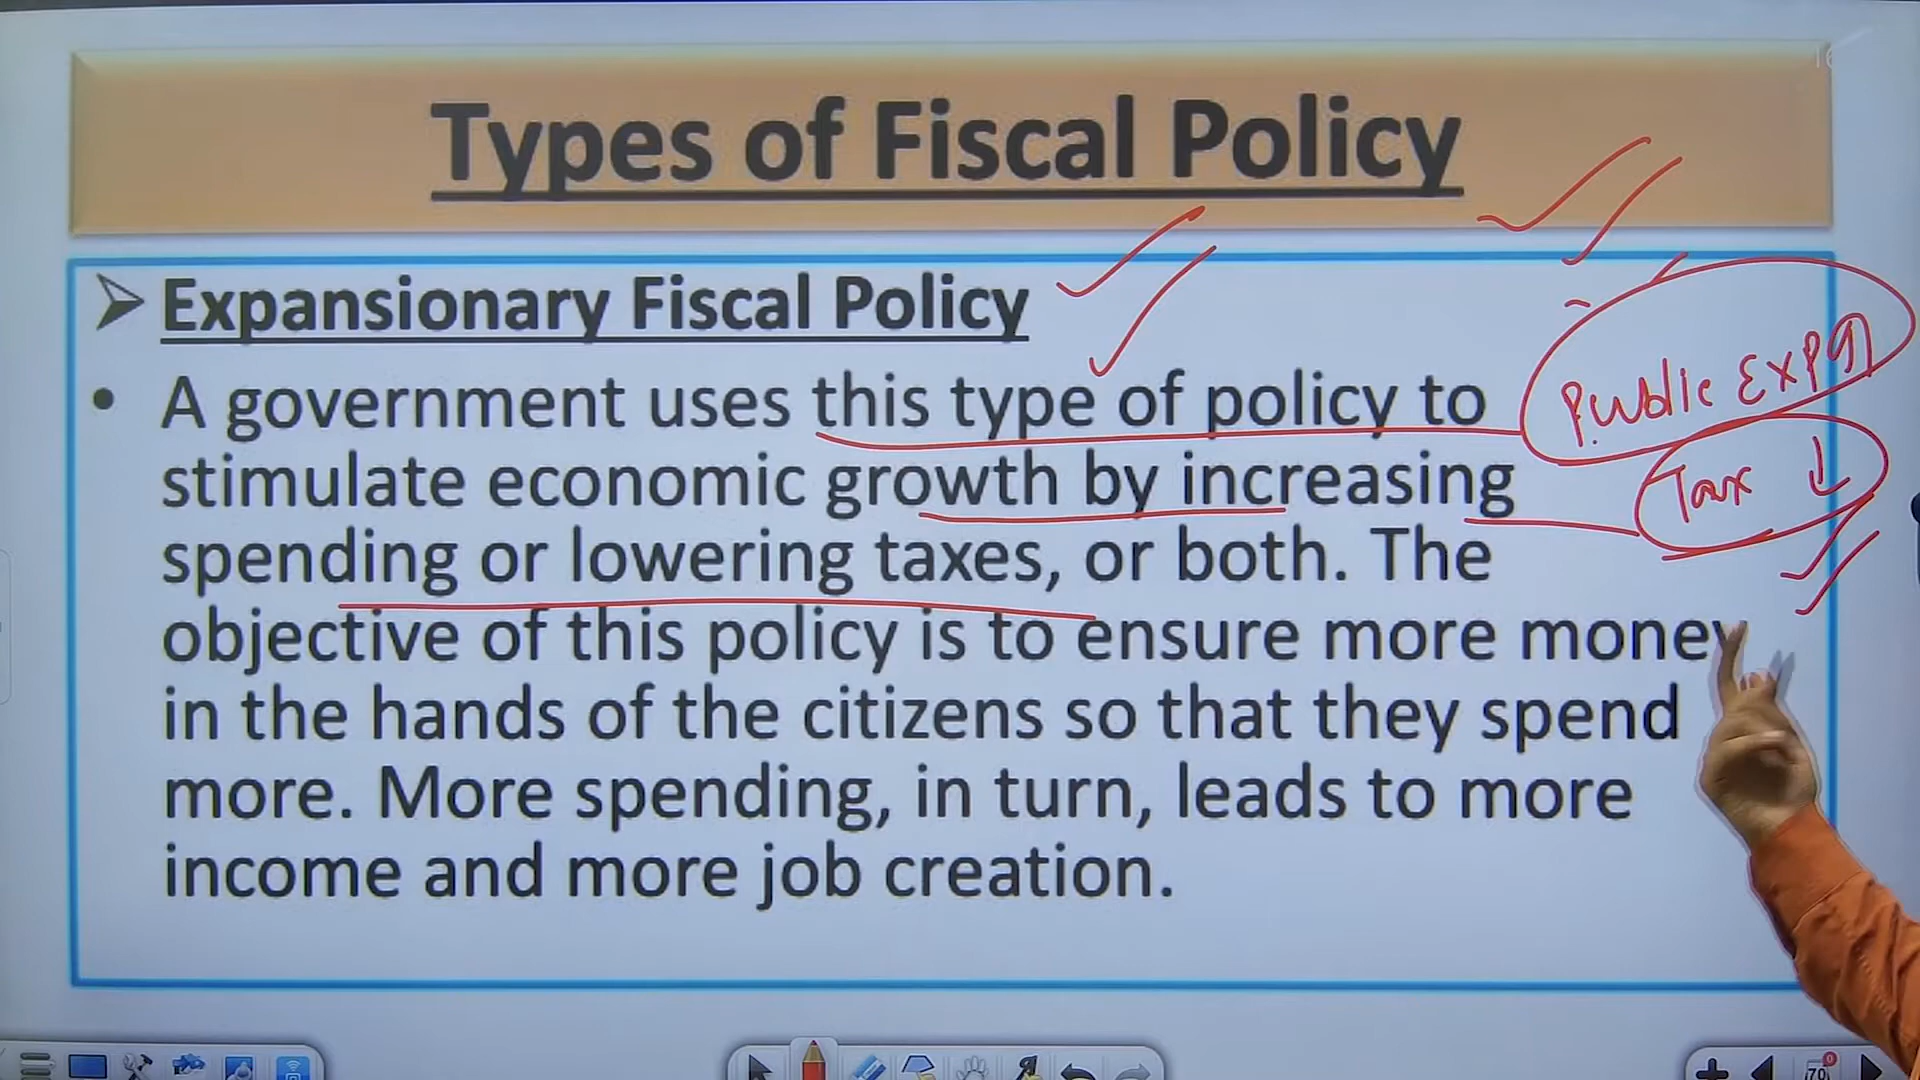 Types of Fiscal Policy
Expansionary Fiscal Policy
• A government uses this type of policy to
stimulate economic growth by increasing
spending or lowering taxes, or both. The
objective of this policy is to ensure more money
in the hands of the citizens so that they spend
more. More spending, in turn, leads to more
income and more job creation.
Public Exp ↑
Tax ↓